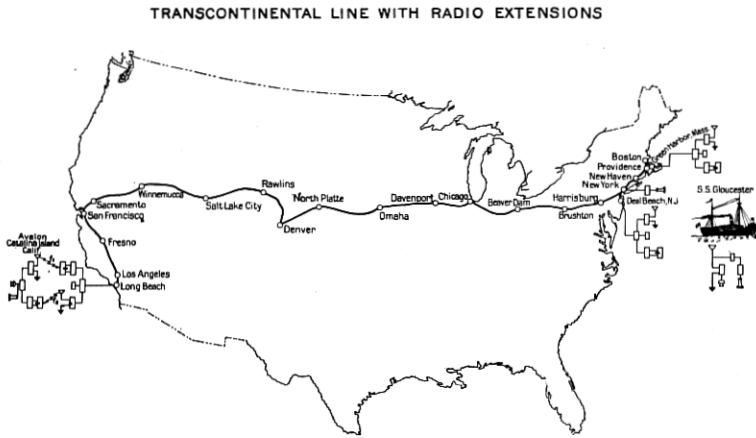 TRANSCONTINENTAL LINE WITH RADIO EXTENSIONS
Boston
Green Harbor, Mass.
Providence
New Haven
New York
Rawlins
Winnemucca
Sacramento
San Francisco
Salt Lake City
North Platte
Davenport
Chicago
Beaver Dam
Harrisburg
Deal Beach, N.J.
S.S. Gloucester
Omaha
Brushton
Denver
Fresno
Avalon
Catalina Island
Calif.
Los Angeles
Long Beach